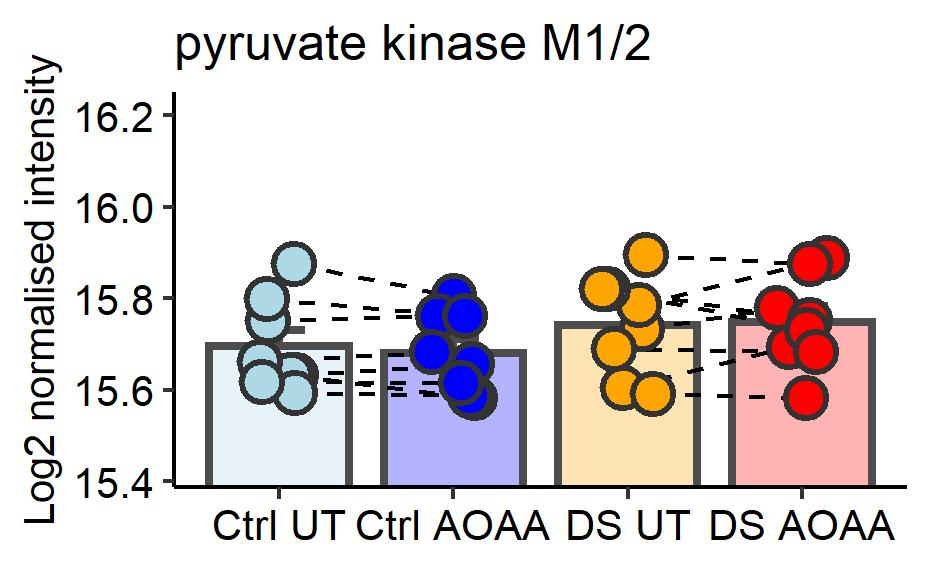 pyruvate kinase M1/2
Log2 normalised intensity
16.2
16.0
15.8
15.6
15.4
Ctrl UT Ctrl AOAA DS UT DS AOAA